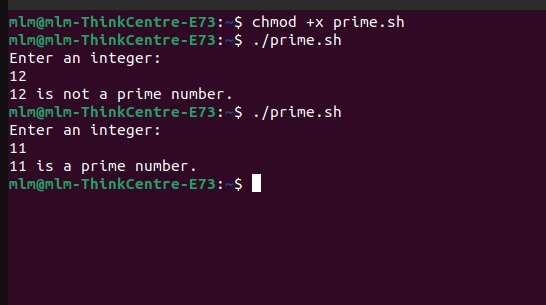 mlm@mlm-ThinkCentre-E73:~$ chmod +x prime.sh
mlm@mlm-ThinkCentre-E73:~$ ./prime.sh
Enter an integer:
12
12 is not a prime number.
mlm@mlm-ThinkCentre-E73:~$ ./prime.sh
Enter an integer:
11
11 is a prime number.
mlm@mlm-ThinkCentre-E73:~$